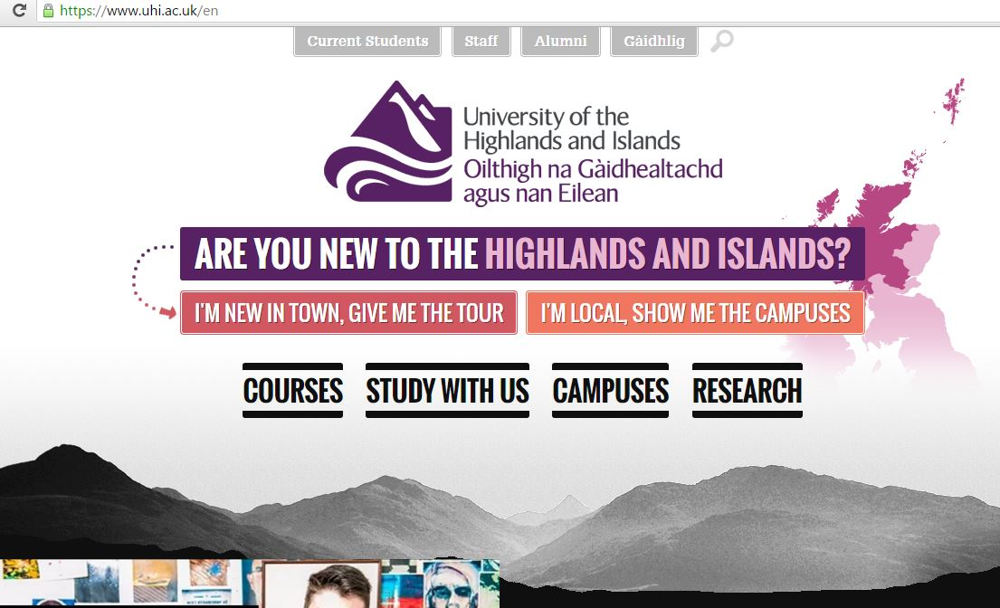 https://www.uhi.ac.uk/en
Current Students
Staff
Alumni
Gàidhlig
University of the
Highlands and Islands
Oilthigh na Gàidhealtachd
agus nan Eilean
ARE YOU NEW TO THE HIGHLANDS AND ISLANDS?
I'M NEW IN TOWN, GIVE ME THE TOUR
I'M LOCAL, SHOW ME THE CAMPUSES
COURSES
STUDY WITH US
CAMPUSES
RESEARCH